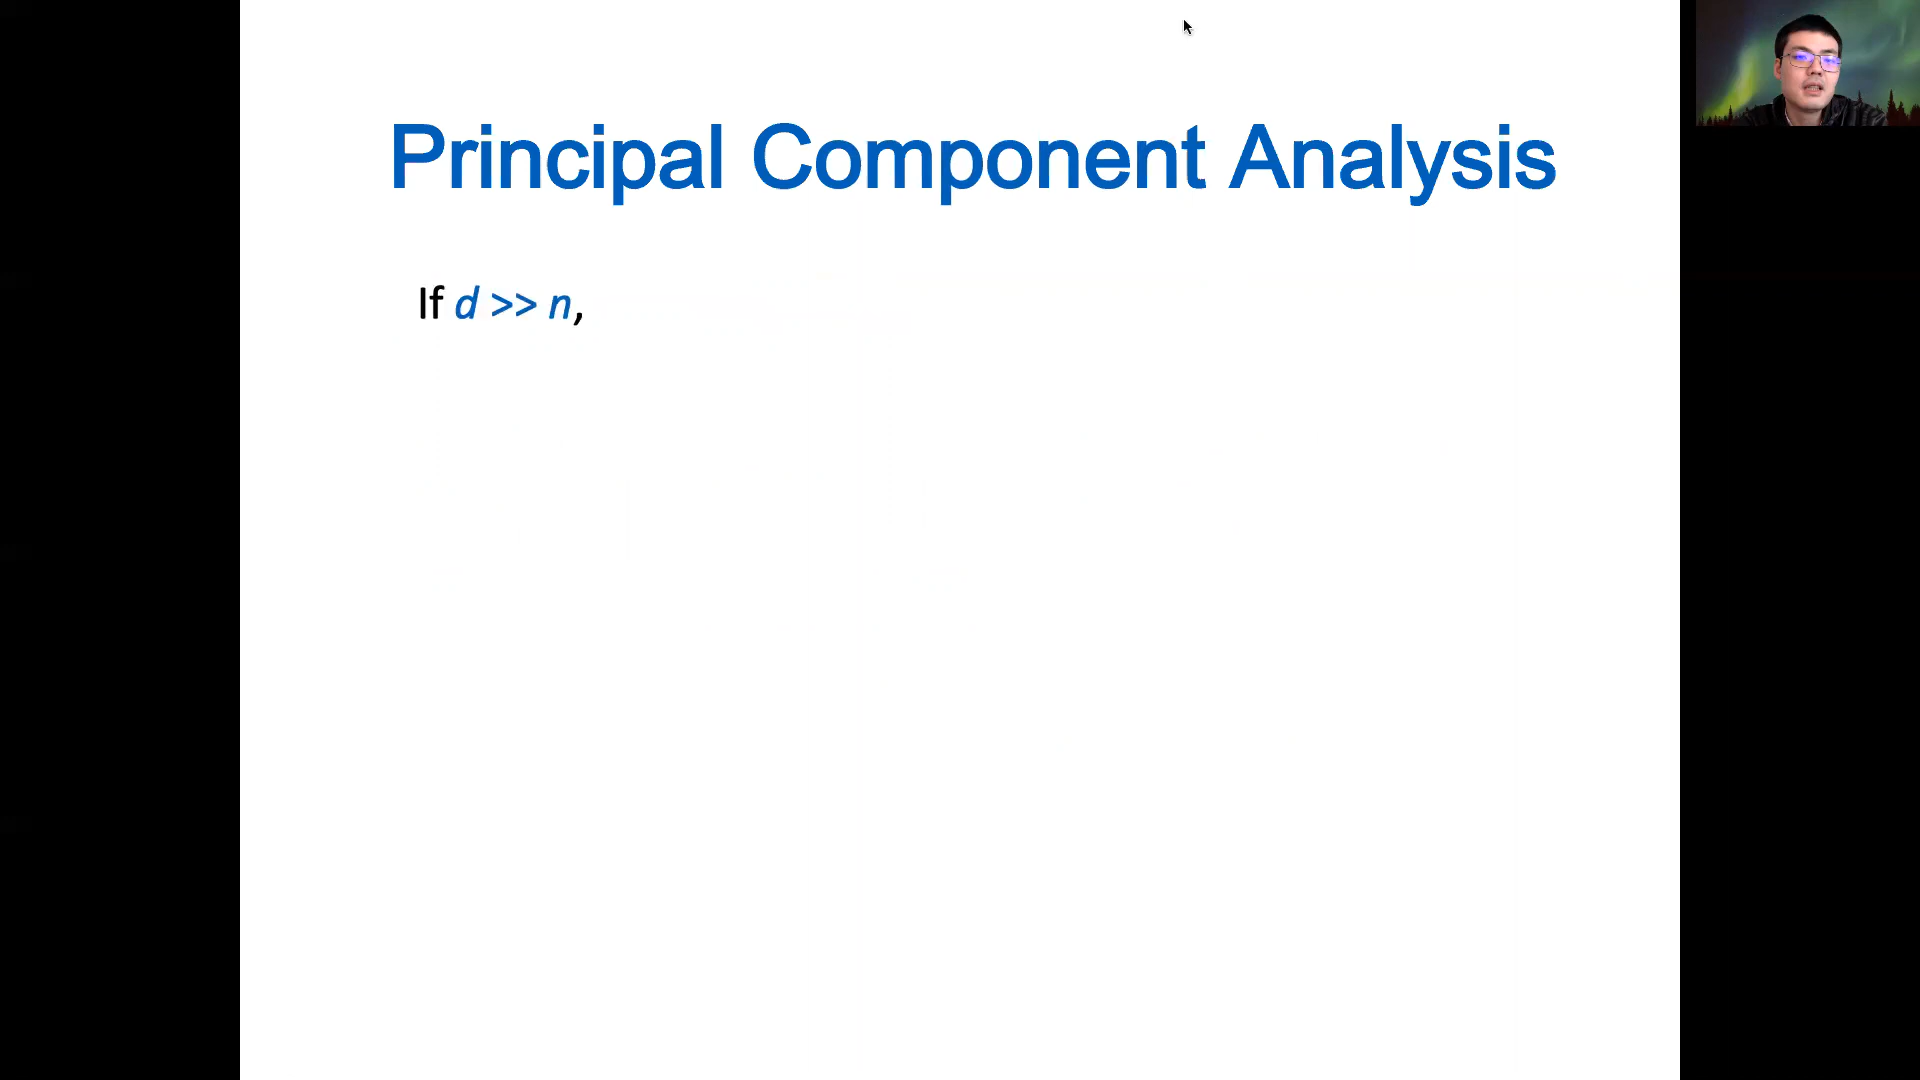 Principal Component Analysis
If d >> n,